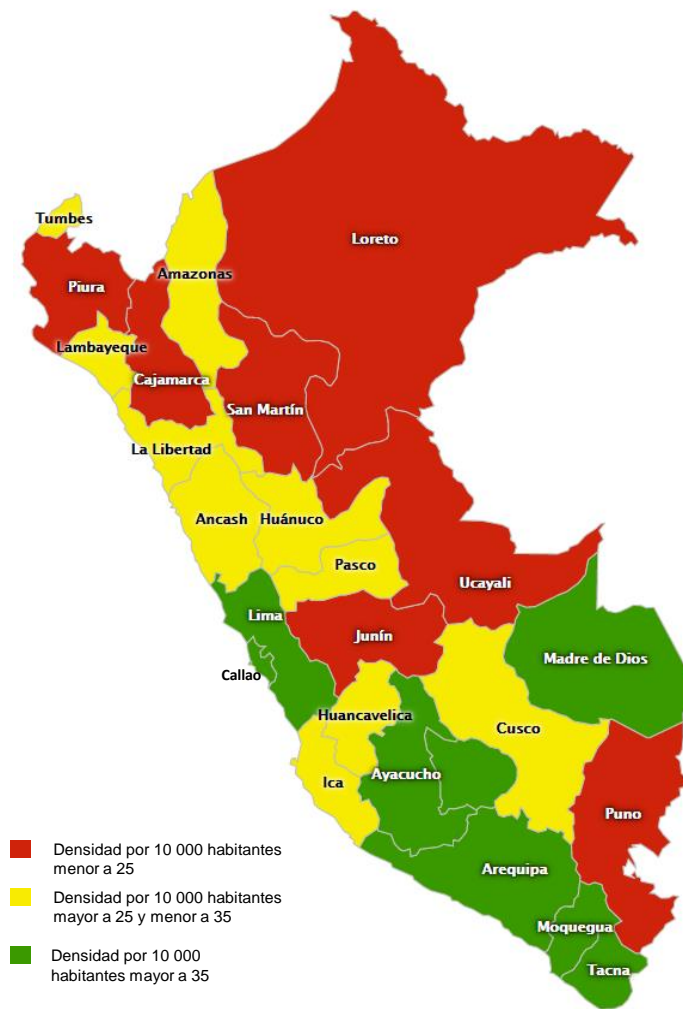 Tumbes
Loreto
Amazonas
Piura
Lambayeque
Cajamarca
San Martín
La Libertad
Ancash
Huánuco
Pasco
Ucayali
Lima
Junín
Madre de Dios
Callao
Huancavelica
Cusco
Ayacucho
Ica
Puno
Arequipa
Moquegua
Tacna
Densidad por 10 000 habitantes
menor a 25
Densidad por 10 000 habitantes
mayor a 25 y menor a 35
Densidad por 10 000
habitantes mayor a 35